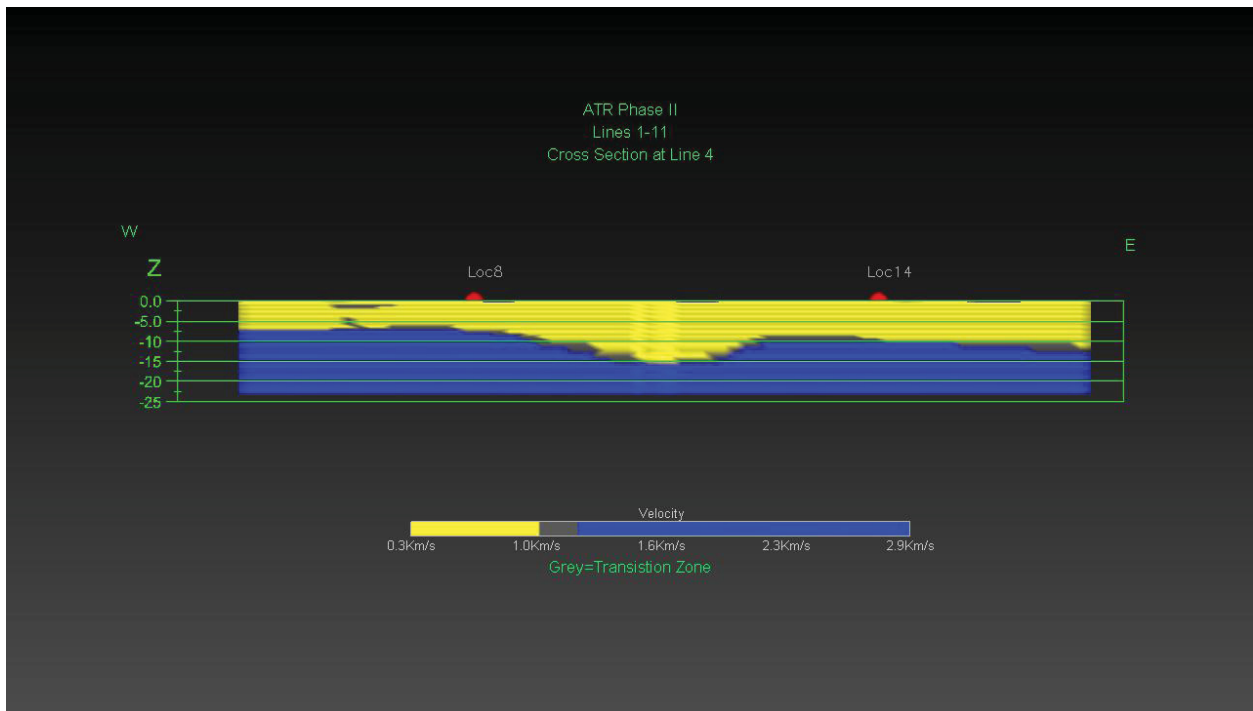 ATR Phase II
Lines 1-11
Cross Section at Line 4
W
E
Z
Loc8
Loc14
0.0
-5.0
-10
-15
-20
-25
Velocity
0.3Km/s
1.0Km/s
1.6Km/s
2.3Km/s
2.9Km/s
Grey=Transistion Zone